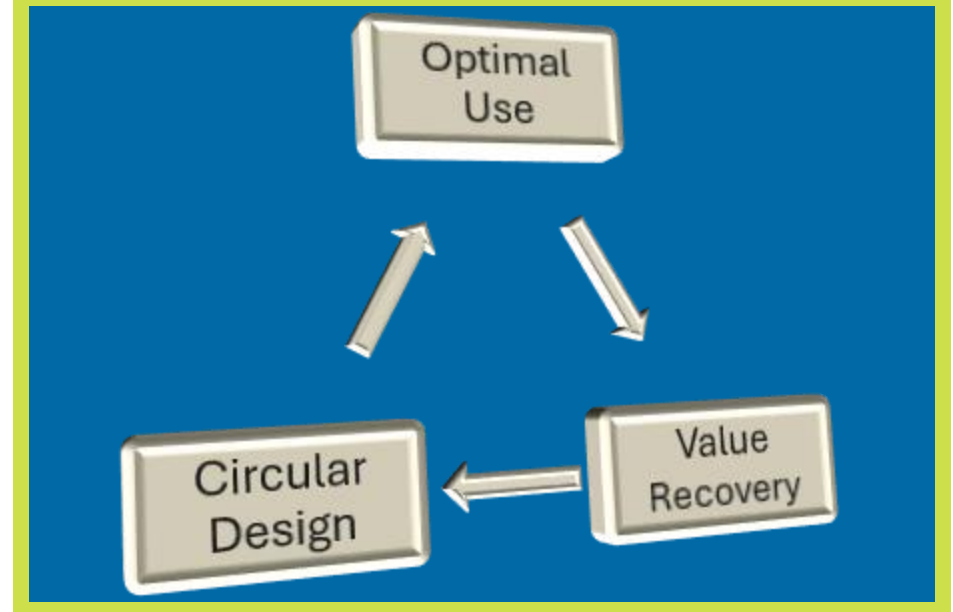 Optimal
Use
Value
Recovery
Circular
Design